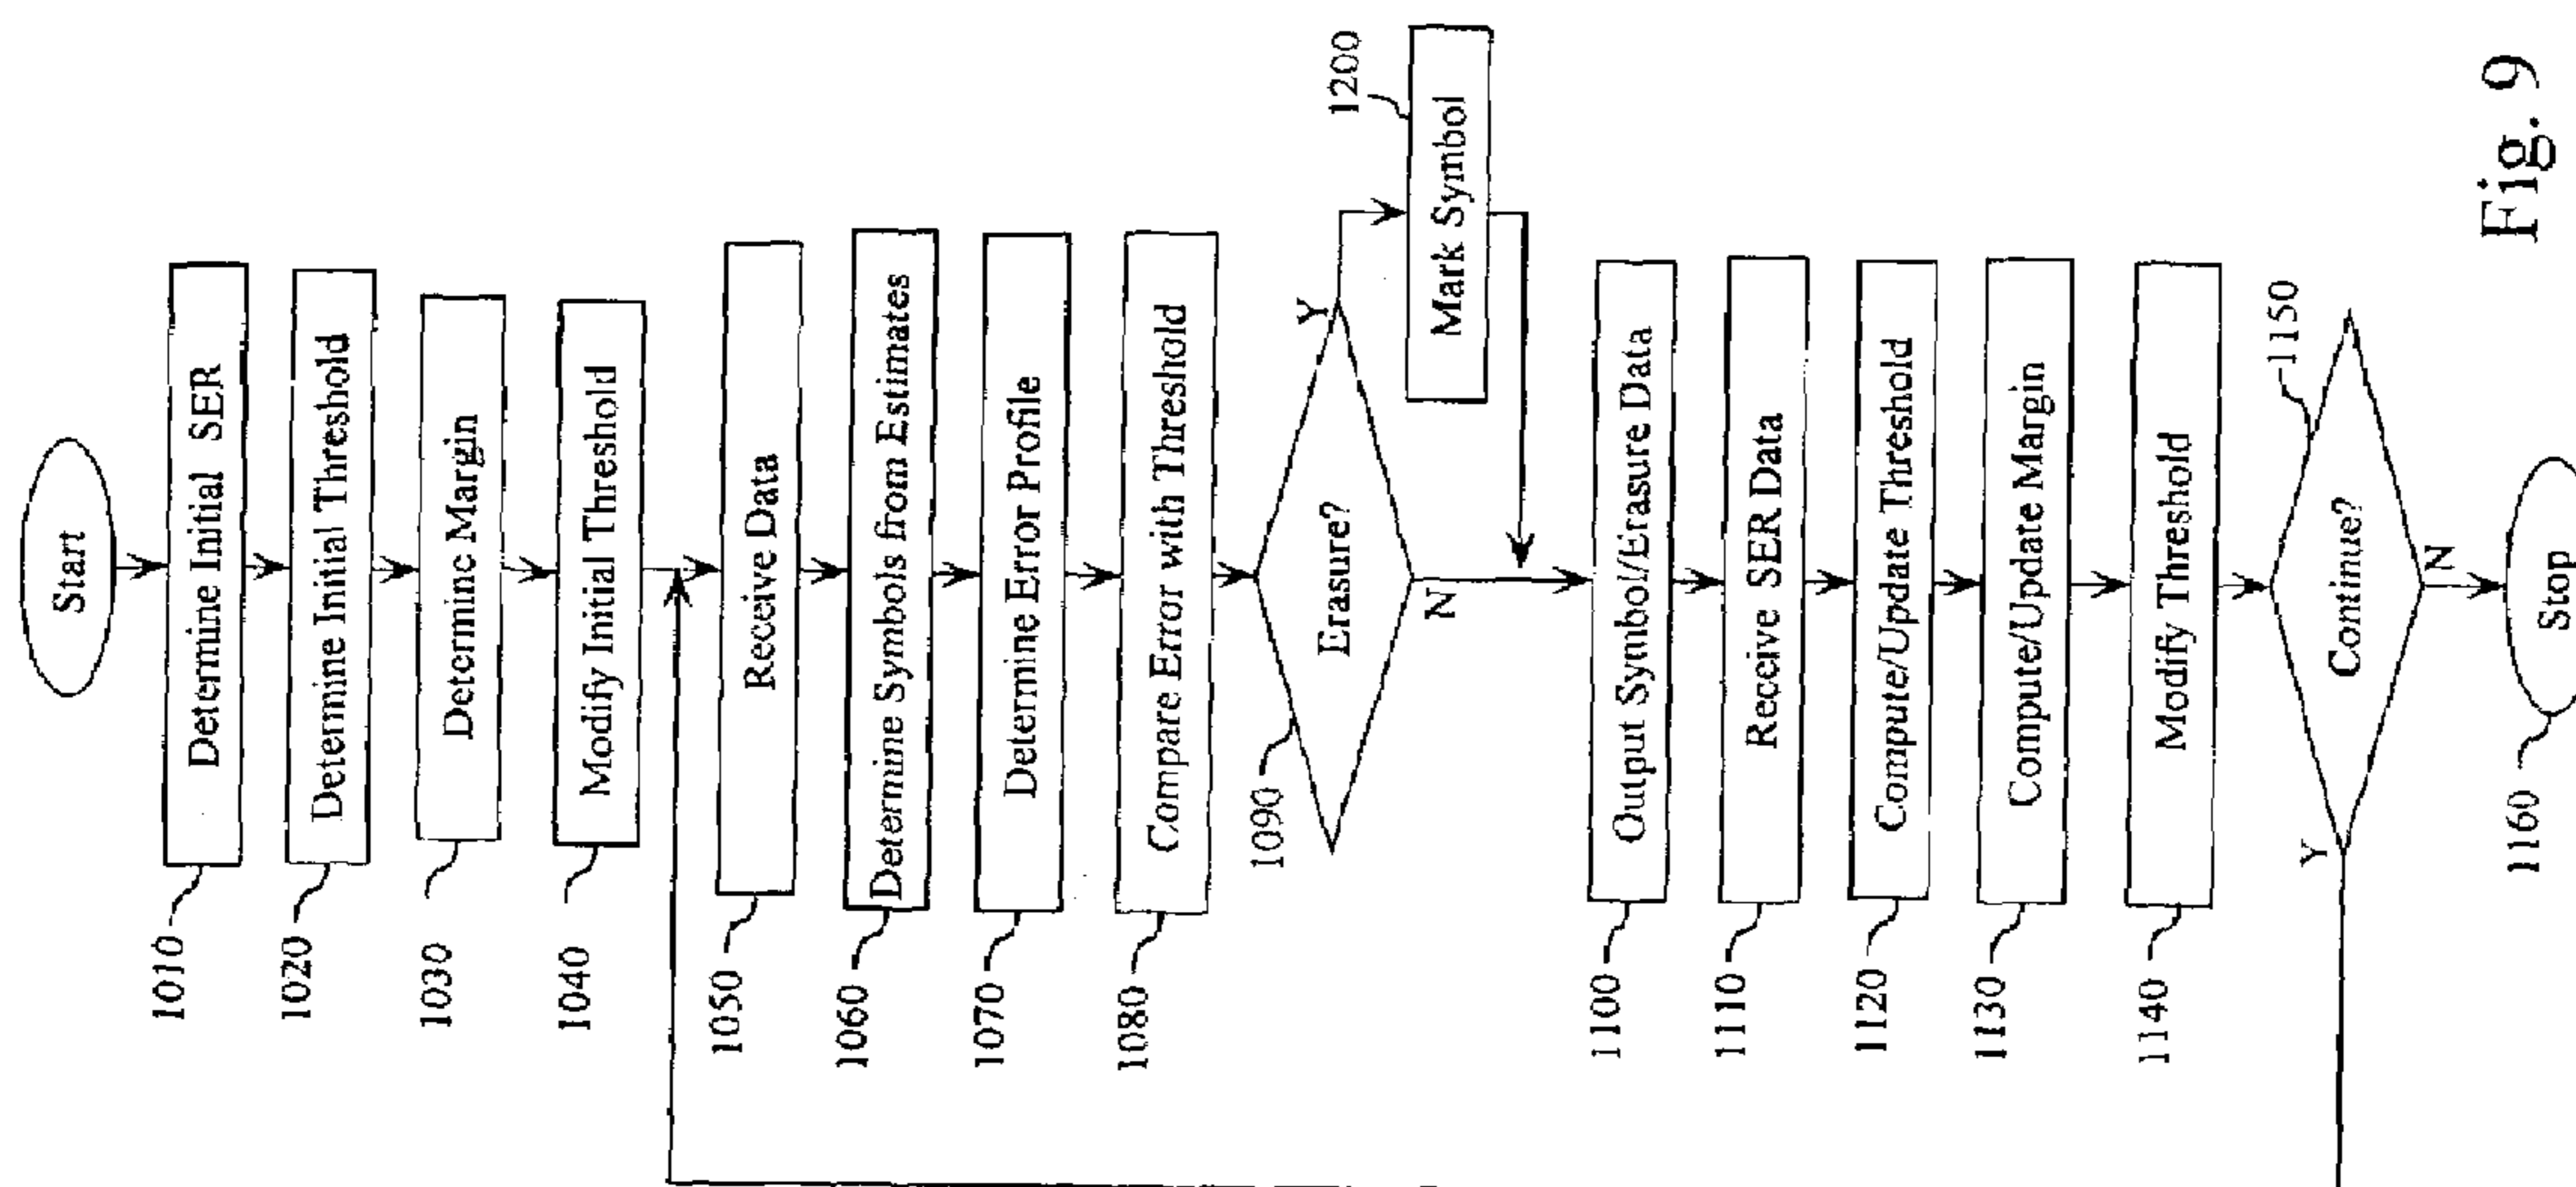 Start
1010
Determine Initial SER
1020
Determine Initial Threshold
1030
Determine Margin
1040
Modify Initial Threshold
1050
Receive Data
1060
Determine Symbols from Estimates
1070
Determine Error Profile
1080
Compare Error with Threshold
1090
Erasure?
Y
N
1200
Mark Symbol
1100
Output Symbol/Erasure Data
1110
Receive SER Data
1120
Compute/Update Threshold
1130
Compute/Update Margin
1140
Modify Threshold
1150
Continue?
Y
N
1160
Stop
Fig. 9